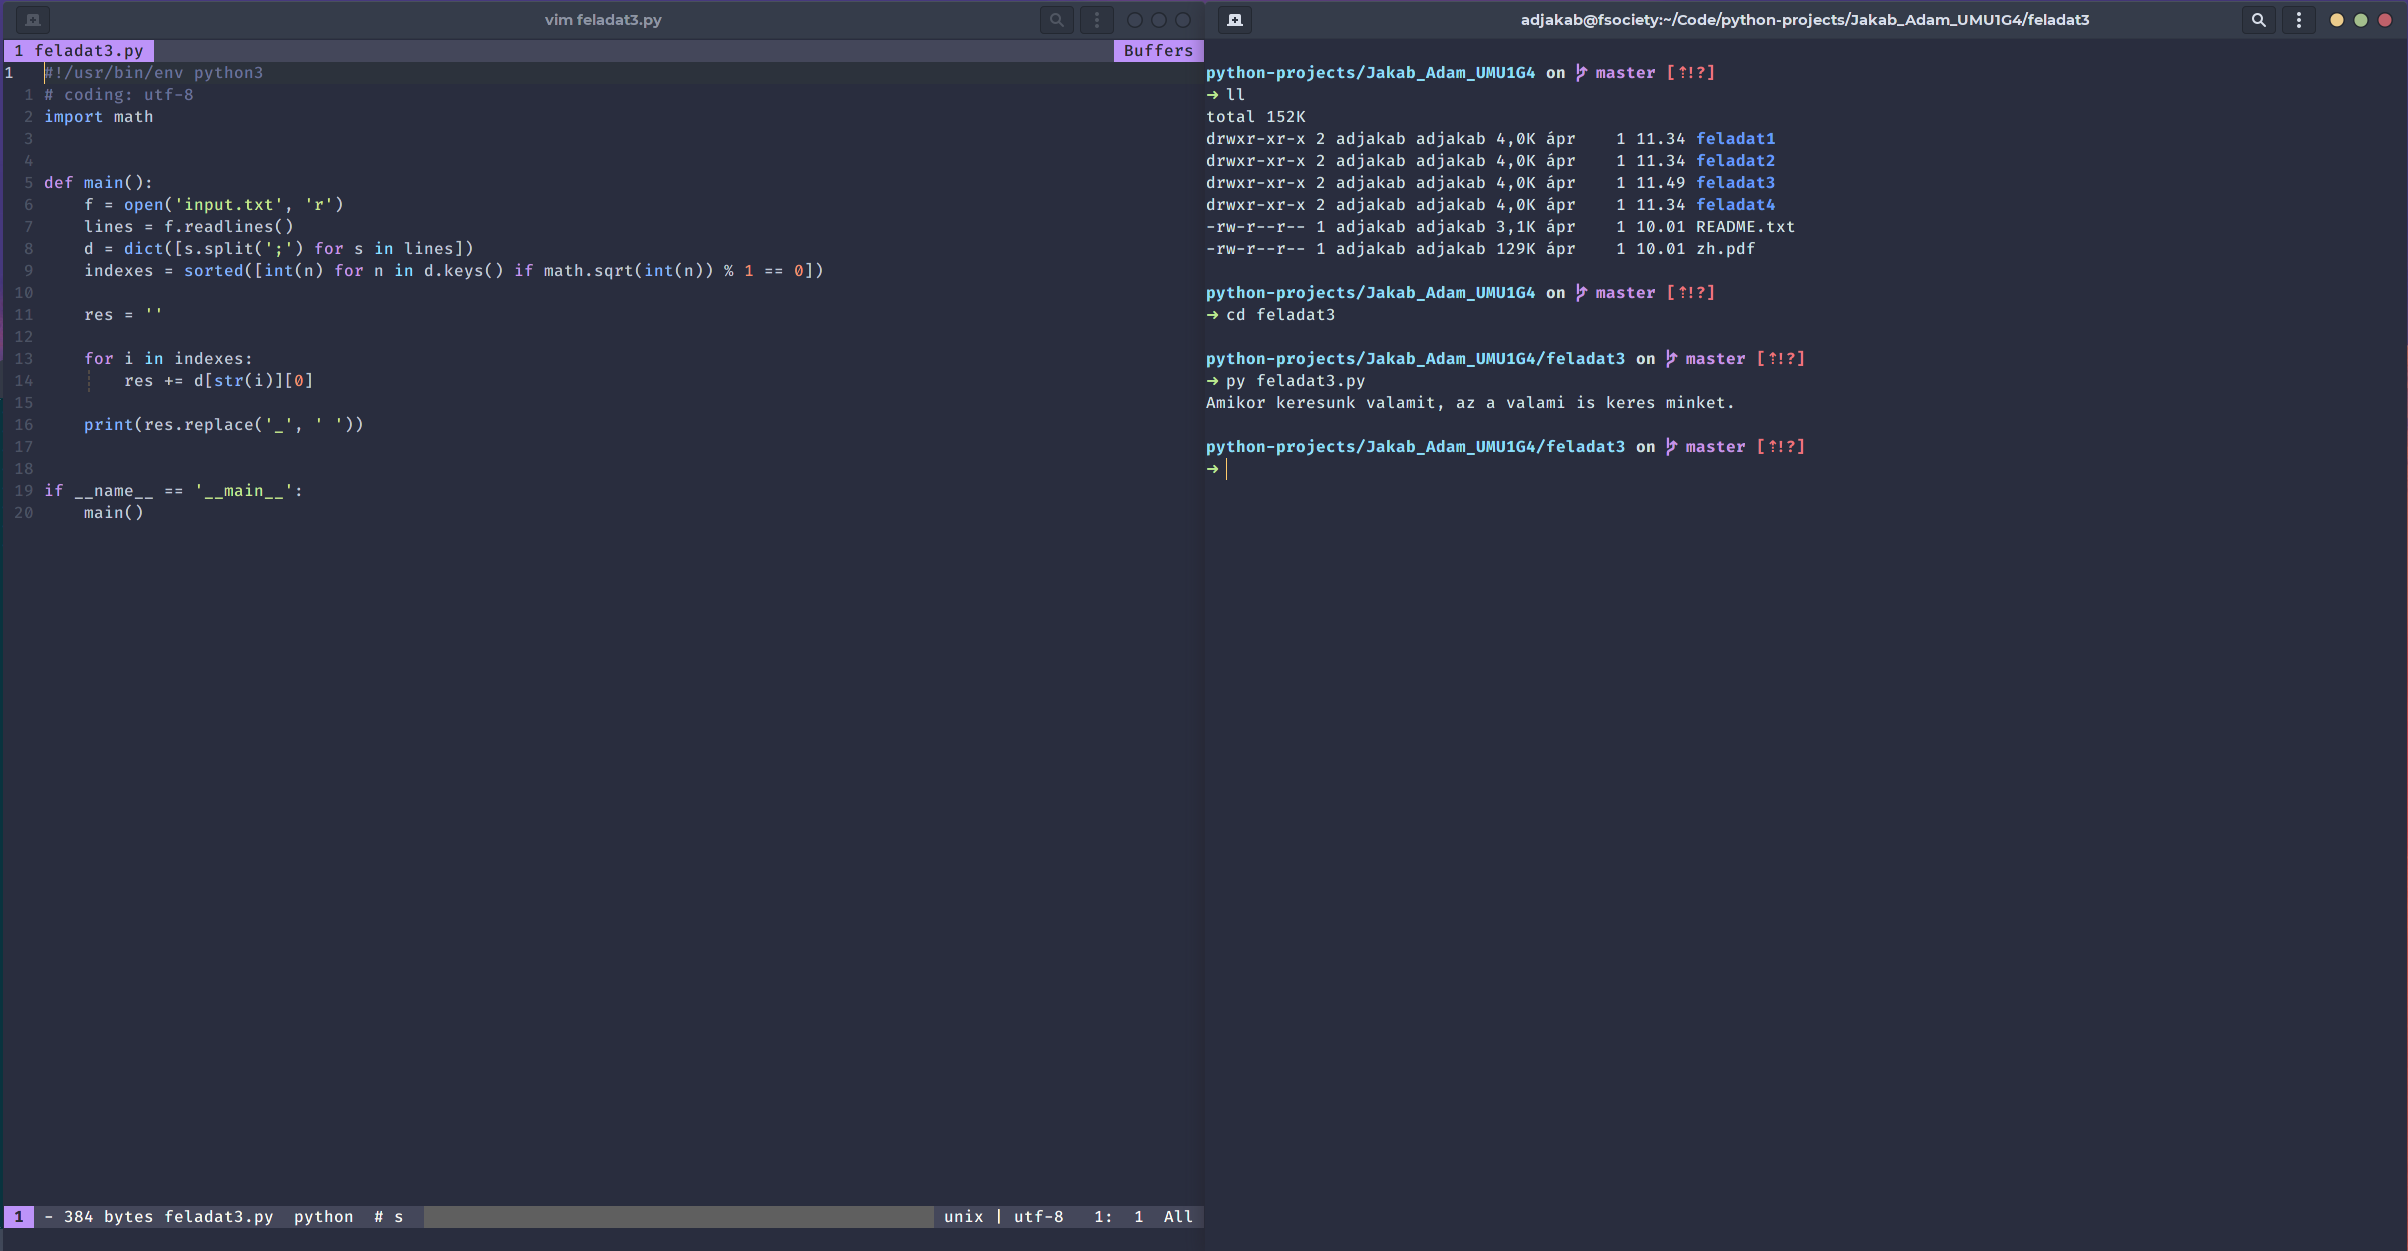 vim feladat3.py
1 feladat3.py Buffers
1 #!/usr/bin/env python3
1 # coding: utf-8
2 import math
3
4
5 def main():
6     f = open('input.txt', 'r')
7     lines = f.readlines()
8     d = dict([s.split(';') for s in lines])
9     indexes = sorted([int(n) for n in d.keys() if math.sqrt(int(n)) % 1 == 0])
10
11     res = ''
12
13     for i in indexes:
14         res += d[str(i)][0]
15
16     print(res.replace('_', ' '))
17
18
19 if __name__ == '__main__':
20     main()
1 - 384 bytes feladat3.py python # s unix | utf-8 1: 1 All
adjakab@fsociety:~/Code/python-projects/Jakab_Adam_UMU1G4/feladat3
python-projects/Jakab_Adam_UMU1G4 on master [⇡!?]
➜ ll
total 152K
drwxr-xr-x 2 adjakab adjakab 4,0K ápr    1 11.34 feladat1
drwxr-xr-x 2 adjakab adjakab 4,0K ápr    1 11.34 feladat2
drwxr-xr-x 2 adjakab adjakab 4,0K ápr    1 11.49 feladat3
drwxr-xr-x 2 adjakab adjakab 4,0K ápr    1 11.34 feladat4
-rw-r--r-- 1 adjakab adjakab 3,1K ápr    1 10.01 README.txt
-rw-r--r-- 1 adjakab adjakab 129K ápr    1 10.01 zh.pdf
python-projects/Jakab_Adam_UMU1G4 on master [⇡!?]
➜ cd feladat3
python-projects/Jakab_Adam_UMU1G4/feladat3 on master [⇡!?]
➜ py feladat3.py
Amikor keresunk valamit, az a valami is keres minket.
python-projects/Jakab_Adam_UMU1G4/feladat3 on master [⇡!?]
➜